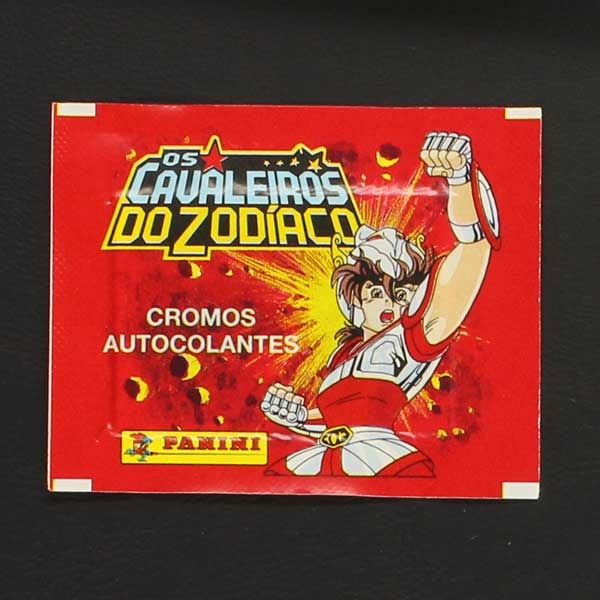 OS
CAVALEIROS
DO ZODÍACO
CROMOS
AUTOCOLANTES
PANINI